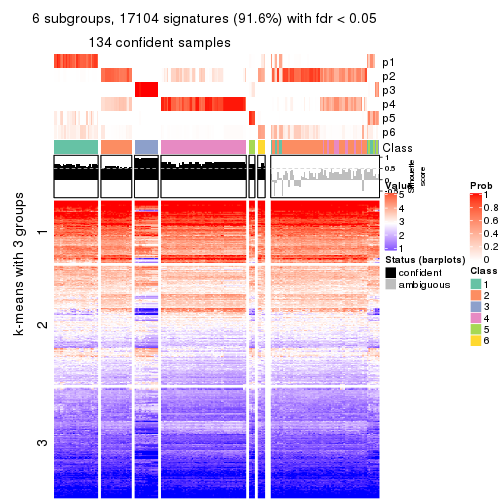 6 subgroups, 17104 signatures (91.6%) with fdr < 0.05
134 confident samples
p1
p2
p3
p4
p5
p6
Class
1
0.5
0
-0.5
Silhouette
score
k-means with 3 groups
1
2
3
Value
5
4
3
2
1
Status (barplots)
confident
ambiguous
Prob
1
0.8
0.6
0.4
0.2
0
Class
1
2
3
4
5
6